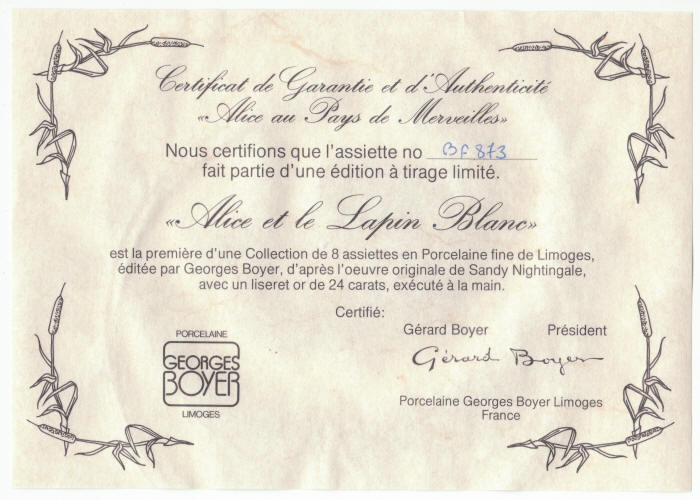 Certificat de Garantie et d'Authenticité
«Alice au Pays de Merveilles»
Nous certifions que l'assiette no BF 873
fait partie d'une édition à tirage limité.
«Alice et le Lapin Blanc»
est la première d'une Collection de 8 assiettes en Porcelaine fine de Limoges,
éditée par Georges Boyer, d'après l'oeuvre originale de Sandy Nightingale,
avec un liseret or de 24 carats, exécuté à la main.
Certifié:
Gérard Boyer Président
Gérard Boyer
Porcelaine Georges Boyer Limoges
France
PORCELAINE
GEORGES
BOYER
LIMOGES